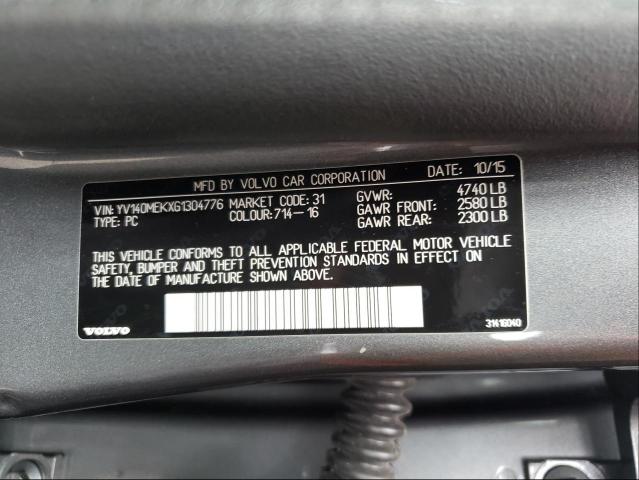 MFD BY VOLVO CAR CORPORATION DATE: 10/15
VIN: YV140MEKXG1304776 MARKET CODE: 31 GVWR: 4740 LB
TYPE: PC COLOUR: 714-16 GAWR FRONT: 2580 LB
GAWR REAR: 2300 LB
THIS VEHICLE CONFORMS TO ALL APPLICABLE FEDERAL MOTOR VEHICLE
SAFETY, BUMPER AND THEFT PREVENTION STANDARDS IN EFFECT ON
THE DATE OF MANUFACTURE SHOWN ABOVE.
VOLVO 31416040